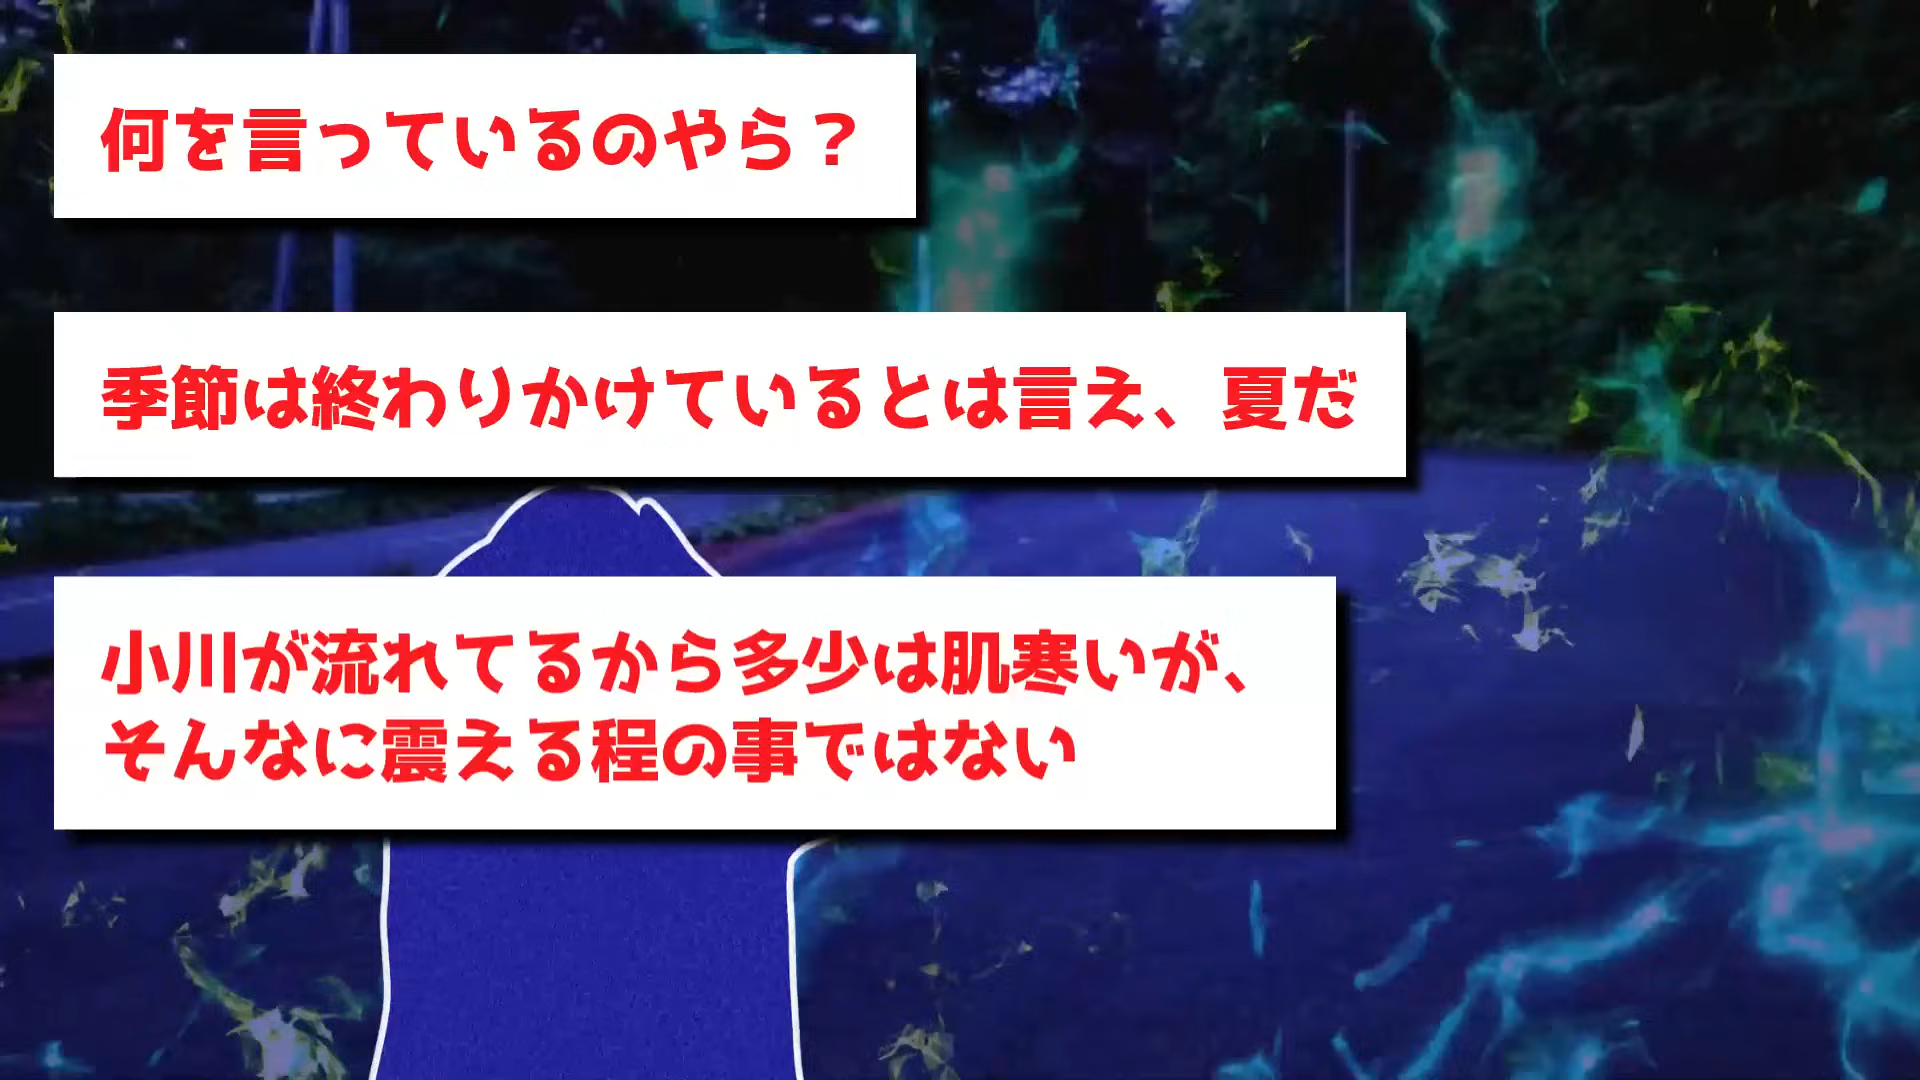 何を言っているのやら？
季節は終わりかけているとは言え、夏だ
小川が流れてるから多少は肌寒いが、
そんなに震える程の事ではない